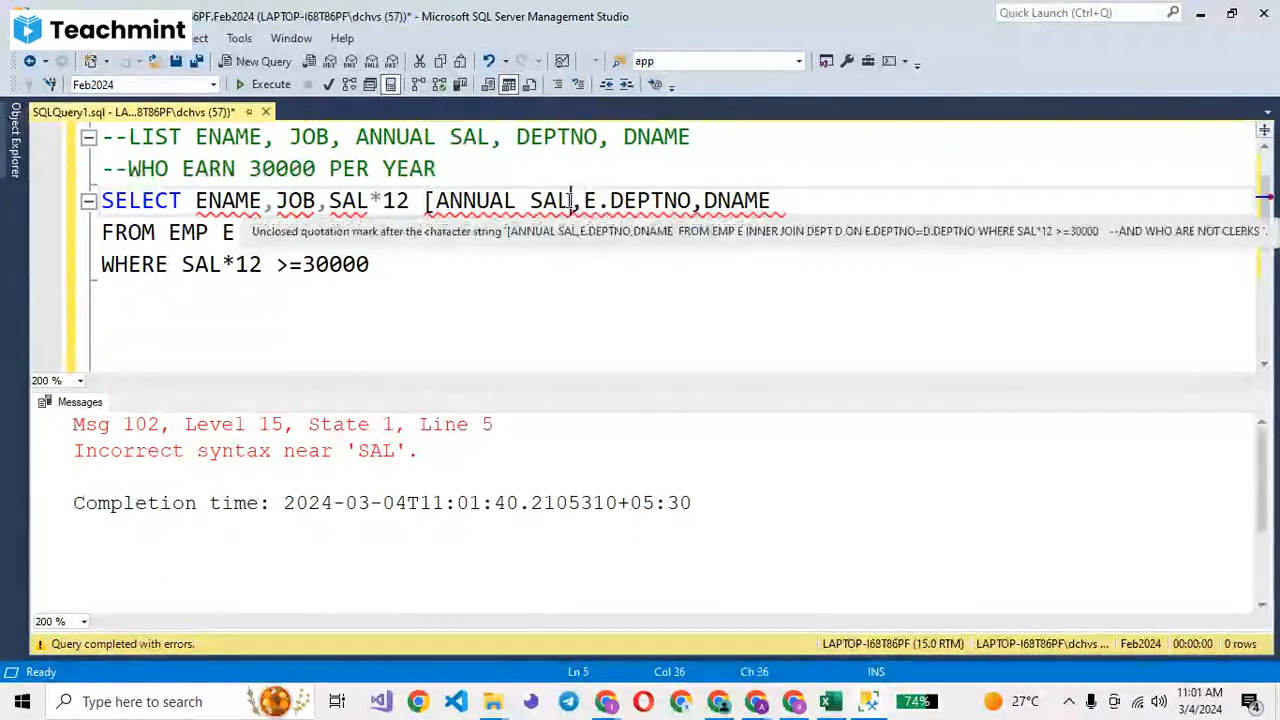 PF.Feb2024 (LAPTOP-I68T86PF\dchvs (57))* - Microsoft SQL Server Management Studio
Quick Launch (Ctrl+Q)
Teachmint
Tools Window Help
New Query
app
Feb2024
Execute
SQLQuery1.sql - LA...8T86PF\dchvs (57))*
Object Explorer
--LIST ENAME, JOB, ANNUAL SAL, DEPTNO, DNAME
--WHO EARN 30000 PER YEAR
SELECT ENAME,JOB,SAL*12 [ANNUAL SAL,E.DEPTNO,DNAME
FROM EMP E
Unclosed quotation mark after the character string '[ANNUAL SAL,E.DEPTNO,DNAME FROM EMP E INNER JOIN DEPT D ON E.DEPTNO=D.DEPTNO WHERE SAL*12 >=30000 --AND WHO ARE NOT CLERKS '.
WHERE SAL*12 >=30000
200 %
Messages
Msg 102, Level 15, State 1, Line 5
Incorrect syntax near 'SAL'.
Completion time: 2024-03-04T11:01:40.2105310+05:30
200 %
Query completed with errors.
LAPTOP-I68T86PF (15.0 RTM) LAPTOP-I68T86PF\dchvs ... Feb2024 00:00:00 0 rows
Ready
Ln 5
Col 36
Ch 36
INS
Type here to search
74%
27°C
11:01 AM
3/4/2024
4